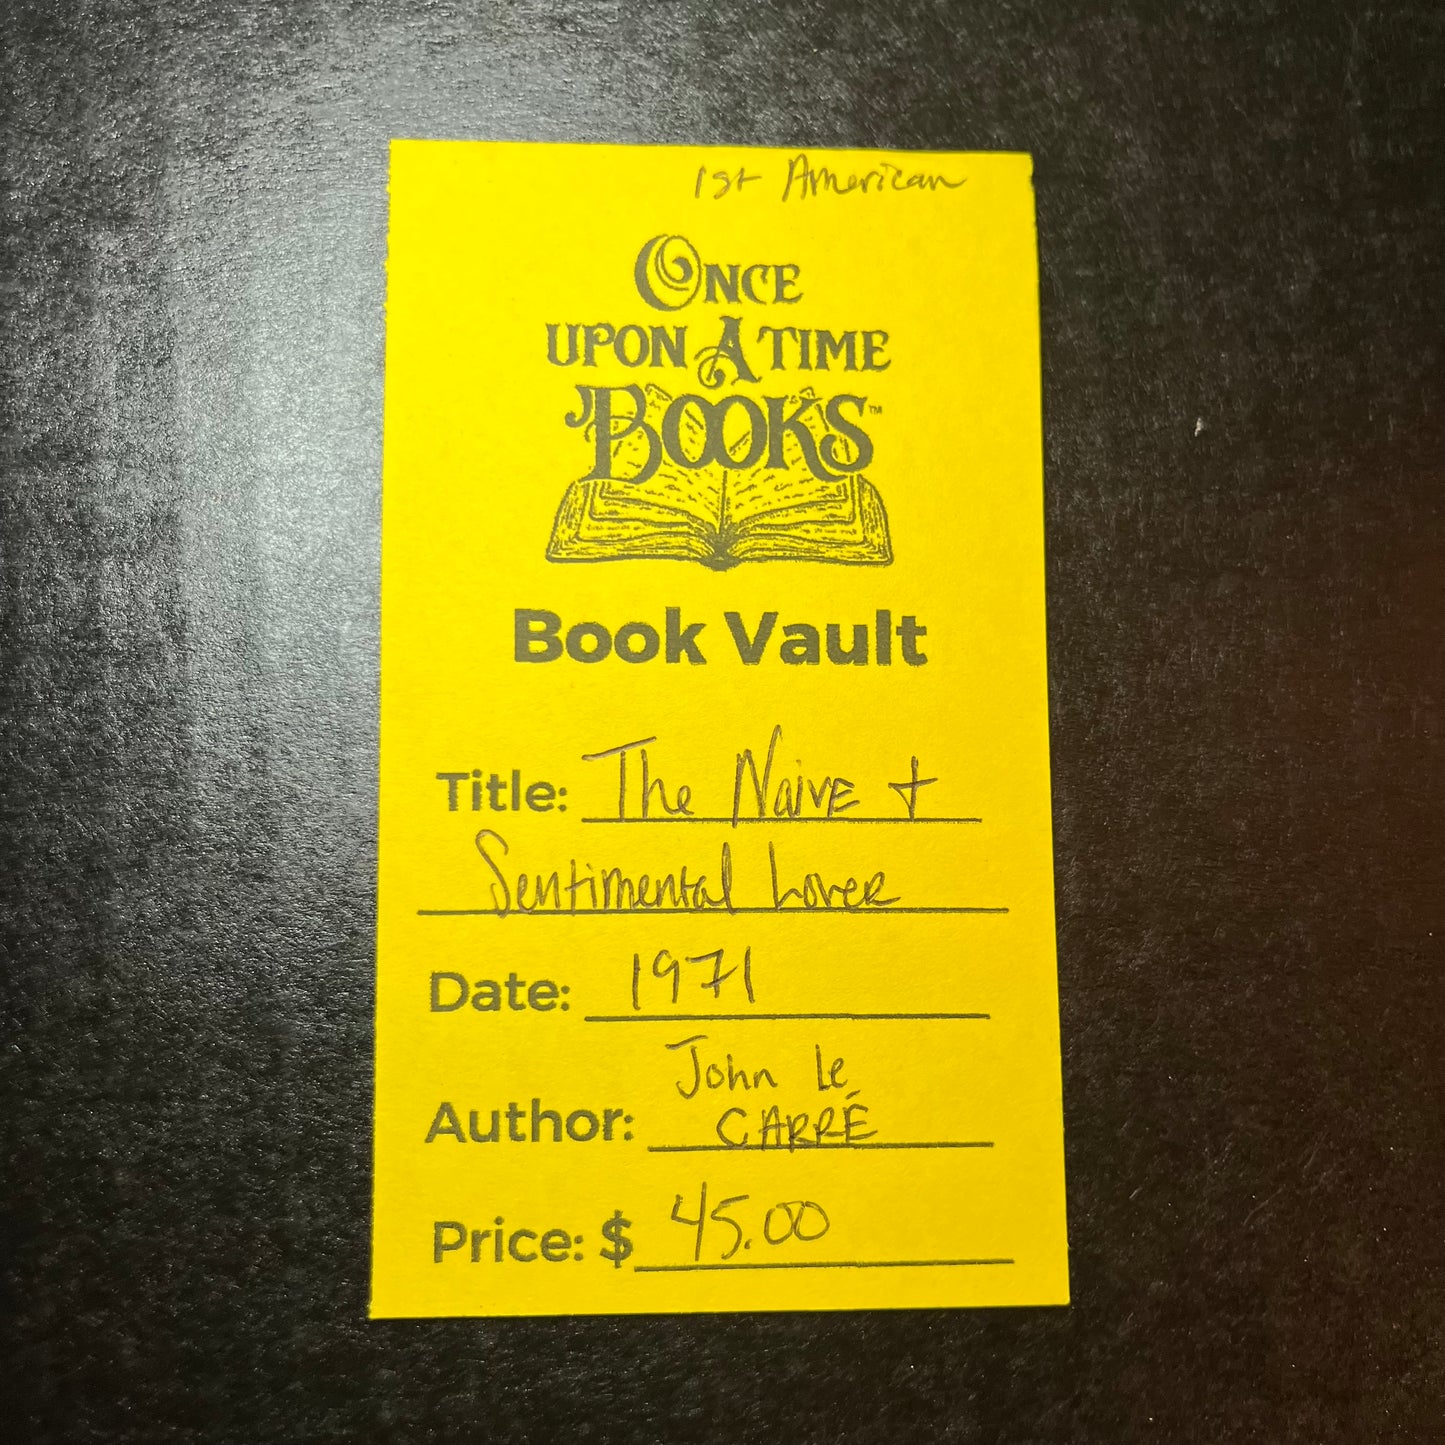 1st American
ONCE
UPON A TIME
BOOKS™
Book Vault
Title: The Naive +
Sentimental Lover
Date: 1971
John le
Author: CARRÉ
Price: $ 45.00